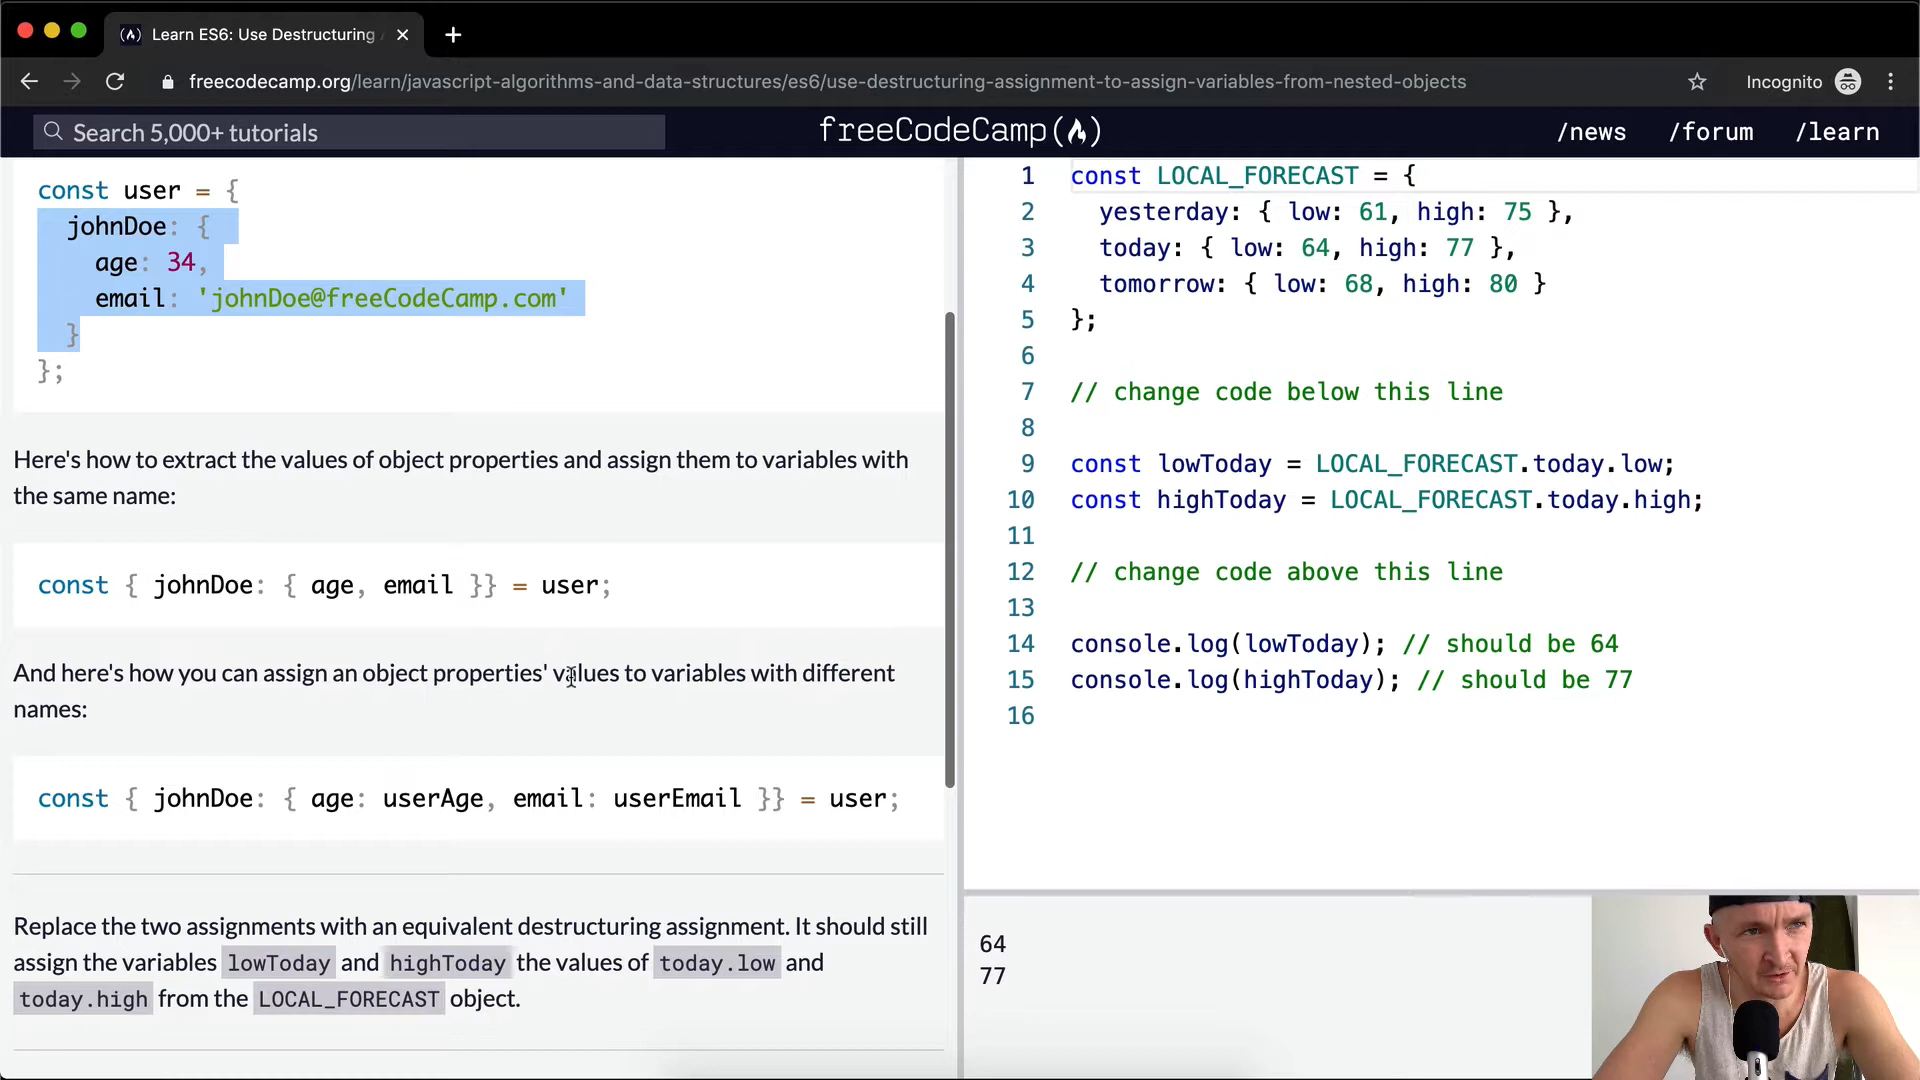 Learn ES6: Use Destructuring
freecodecamp.org/learn/javascript-algorithms-and-data-structures/es6/use-destructuring-assignment-to-assign-variables-from-nested-objects
Incognito
Search 5,000+ tutorials
freeCodeCamp
/news /forum /learn
const user = {
johnDoe: {
age: 34,
email: 'johnDoe@freeCodeCamp.com'
}
};
Here's how to extract the values of object properties and assign them to variables with
the same name:
const { johnDoe: { age, email }} = user;
And here's how you can assign an object properties' values to variables with different
names:
const { johnDoe: { age: userAge, email: userEmail }} = user;
Replace the two assignments with an equivalent destructuring assignment. It should still
assign the variables lowToday and highToday the values of today.low and
today.high from the LOCAL_FORECAST object.
1 const LOCAL_FORECAST = {
2 yesterday: { low: 61, high: 75 },
3 today: { low: 64, high: 77 },
4 tomorrow: { low: 68, high: 80 }
5 };
6
7 // change code below this line
8
9 const lowToday = LOCAL_FORECAST.today.low;
10 const highToday = LOCAL_FORECAST.today.high;
11
12 // change code above this line
13
14 console.log(lowToday); // should be 64
15 console.log(highToday); // should be 77
16
64
77